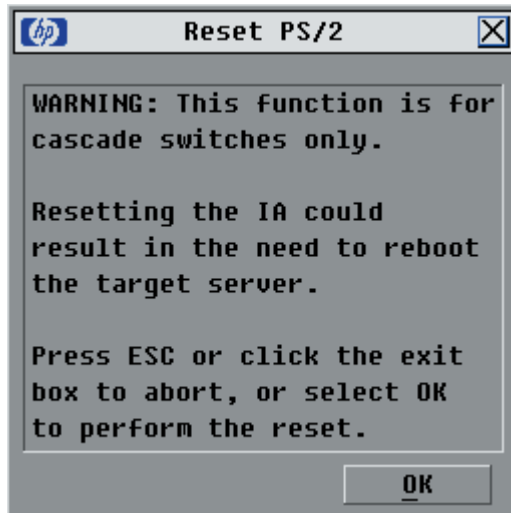 hp Reset PS/2
WARNING: This function is for
cascade switches only.
Resetting the IA could
result in the need to reboot
the target server.
Press ESC or click the exit
box to abort, or select OK
to perform the reset.
OK